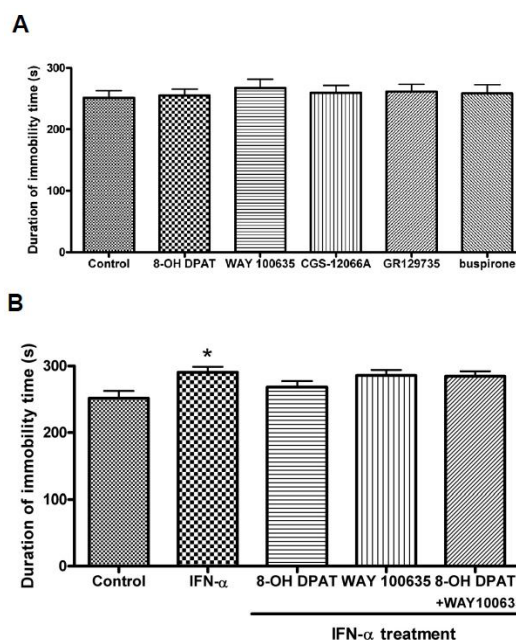 A
Duration of immobility time (s)
300
200
100
0
Control 8-OH DPAT WAY 100635 CGS-12066A GR129735 buspirone
B
Duration of immobility time (s)
300
200
100
0
*
Control IFN-α 8-OH DPAT WAY 100635 8-OH DPAT
+WAY10063
IFN-α treatment